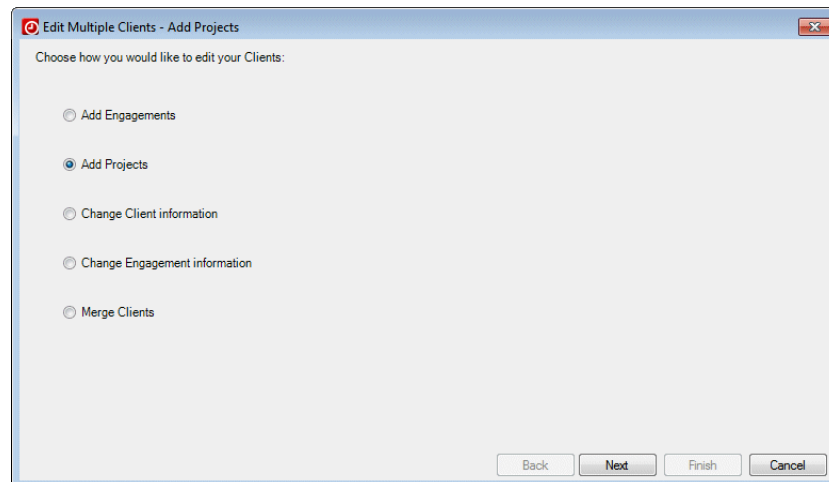 Edit Multiple Clients - Add Projects
Choose how you would like to edit your Clients:
Add Engagements
Add Projects
Change Client information
Change Engagement information
Merge Clients
Back Next Finish Cancel